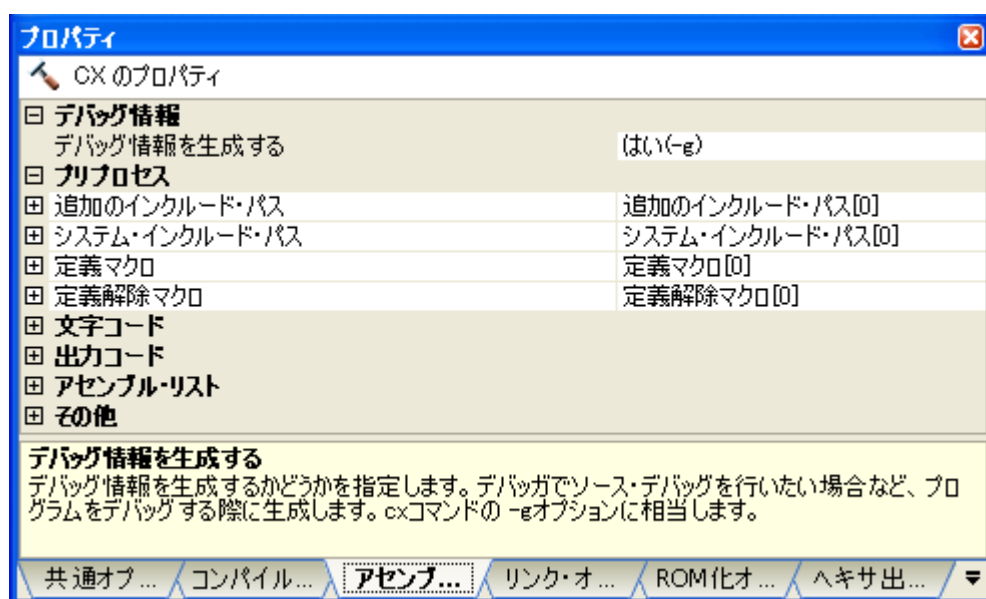 プロパティ
CX のプロパティ
デバッグ情報
デバッグ情報を生成する はい(-g)
プリプロセス
追加のインクルード・パス 追加のインクルード・パス[0]
システム・インクルード・パス システム・インクルード・パス[0]
定義マクロ 定義マクロ[0]
定義解除マクロ 定義解除マクロ[0]
文字コード
出力コード
アセンブル・リスト
その他
デバッグ情報を生成する
デバッグ情報を生成するかどうかを指定します。デバッガでソース・デバッグを行いたい場合など、プロ
グラムをデバッグする際に生成します。cxコマンドの -gオプションに相当します。
共通オプ... コンパイル... アセンブ... リンク・オ... ROM化オ... ヘキサ出...